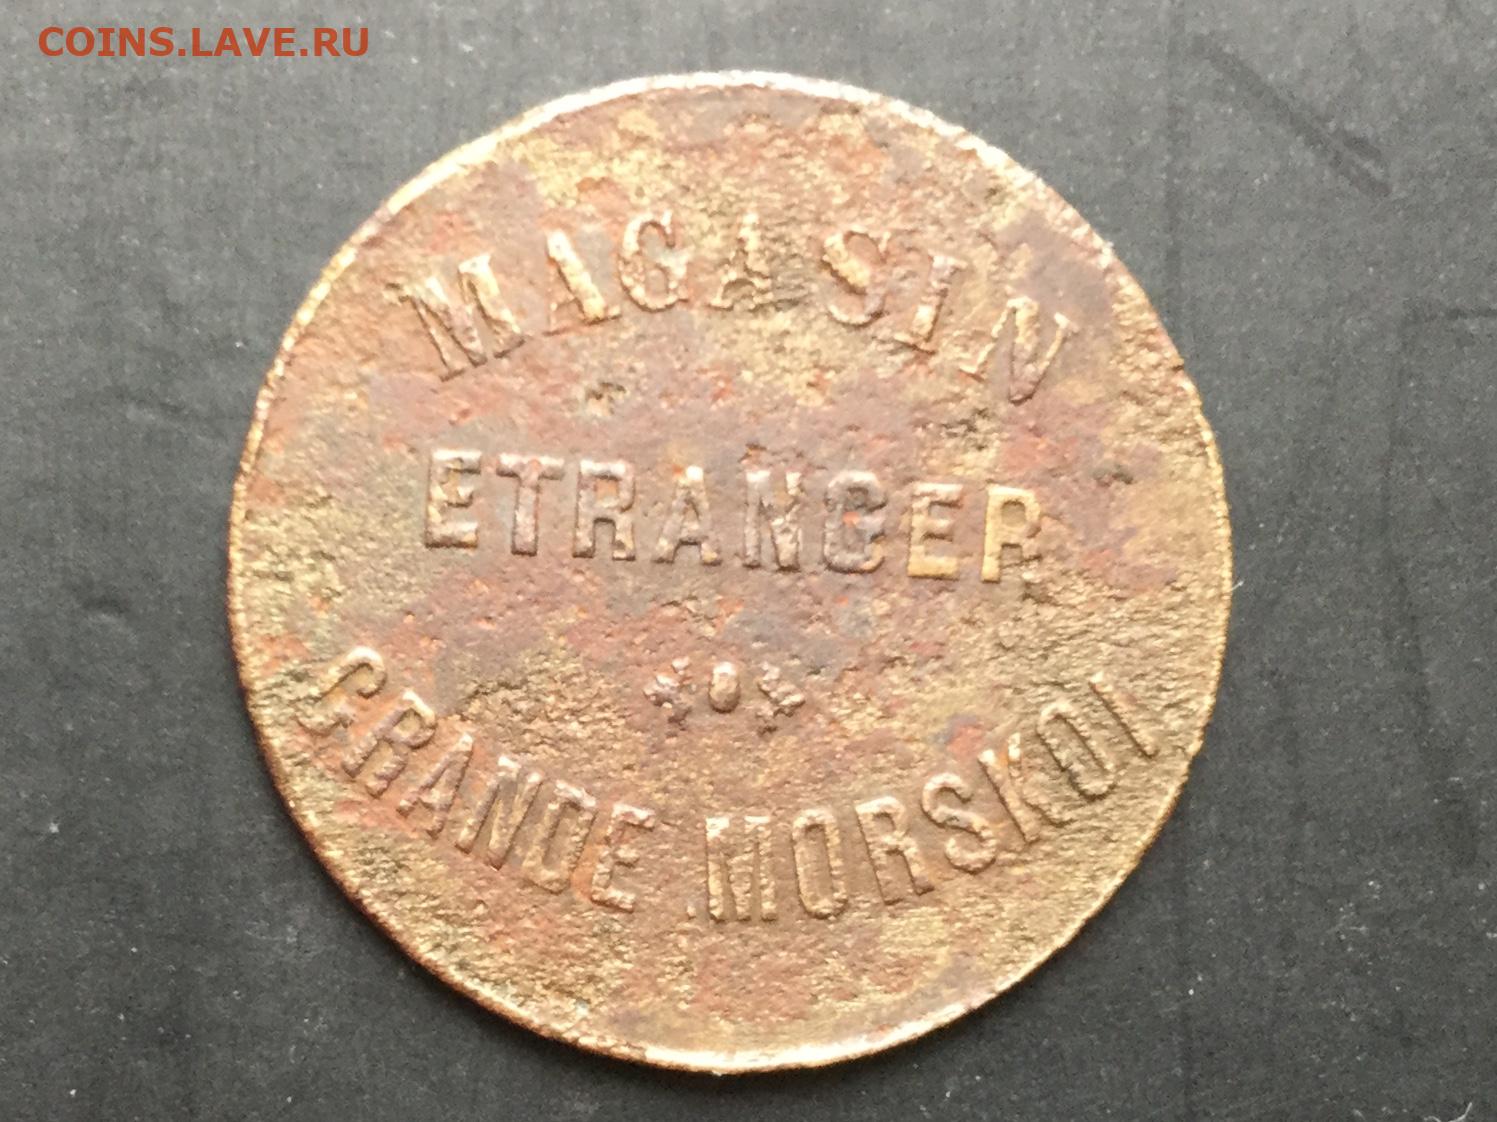 COINS.LAVE.RU
MAGASIN
ETRANGER
GRANDE MORSKOI